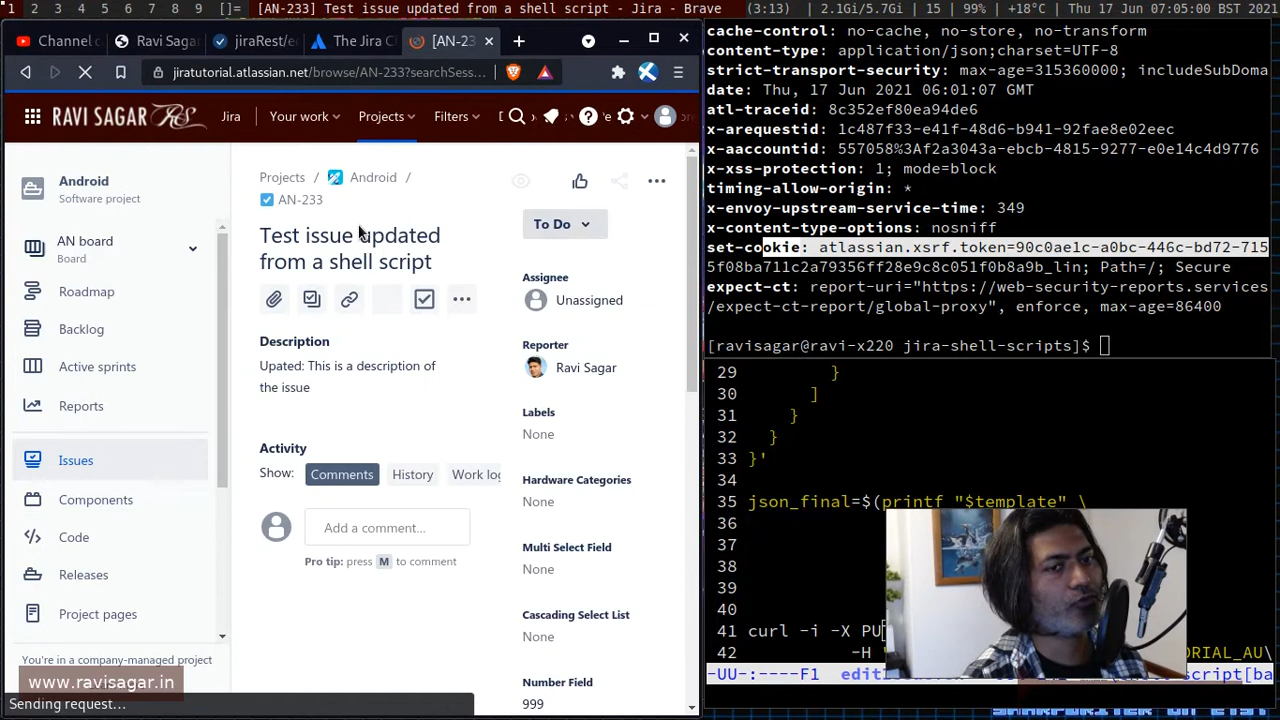 1 2 3 4 5 6 7 8 9 []= [AN-233] Test issue updated from a shell script - Jira - Brave
(3:13) | 2.1Gi/5.7Gi | 15 | 99% | +18°C | Thu 17 Jun 2021 07:05:00 BST 2021
Channel c
Ravi Sagar
jiraRest/e
The Jira C
[AN-23
jiratutorial.atlassian.net/browse/AN-233?searchSess...
RAVI SAGAR RS
Jira
Your work
Projects
Filters
Android
Software project
AN board
Board
Roadmap
Backlog
Active sprints
Reports
Issues
Components
Code
Releases
Project pages
You're in a company-managed project
www.ravisagar.in
Sending request...
Projects / Android /
AN-233
Test issue updated
from a shell script
Description
Upated: This is a description of
the issue
Activity
Show:
Comments
History
Work log
Add a comment...
Pro tip: press M to comment
To Do
Assignee
Unassigned
Reporter
Ravi Sagar
Labels
None
Hardware Categories
None
Multi Select Field
None
Cascading Select List
None
Number Field
999
cache-control: no-cache, no-store, no-transform
content-type: application/json;charset=UTF-8
strict-transport-security: max-age=315360000; includeSubDoma
date: Thu, 17 Jun 2021 06:01:07 GMT
atl-traceid: 8c352ef80ea94de6
x-arequestid: 1c487f33-e41f-48d6-b941-92fae8e02eec
x-aaccountid: 557058%3Af2a3043a-ebcb-4815-9277-e0e14c4d9776
x-xss-protection: 1; mode=block
timing-allow-origin: *
x-envoy-upstream-service-time: 349
x-content-type-options: nosniff
set-cookie: atlassian.xsrf.token=90c0ae1c-a0bc-446c-bd72-715
5f08ba711c2a79356ff28e9c8c051f0b8a9b_lin; Path=/; Secure
expect-ct: report-uri="https://web-security-reports.services
/expect-ct-report/global-proxy", enforce, max-age=86400
[ravisagar@ravi-x220 jira-shell-scripts]$
29 }
30 ]
31 }
32 }
33 }'
34
35 json_final=$(printf "$template" \
36
37
38
39
40
41 curl -i -X PU
42 -H
ORIAL_AU\
-UU-:----F1
script[ba